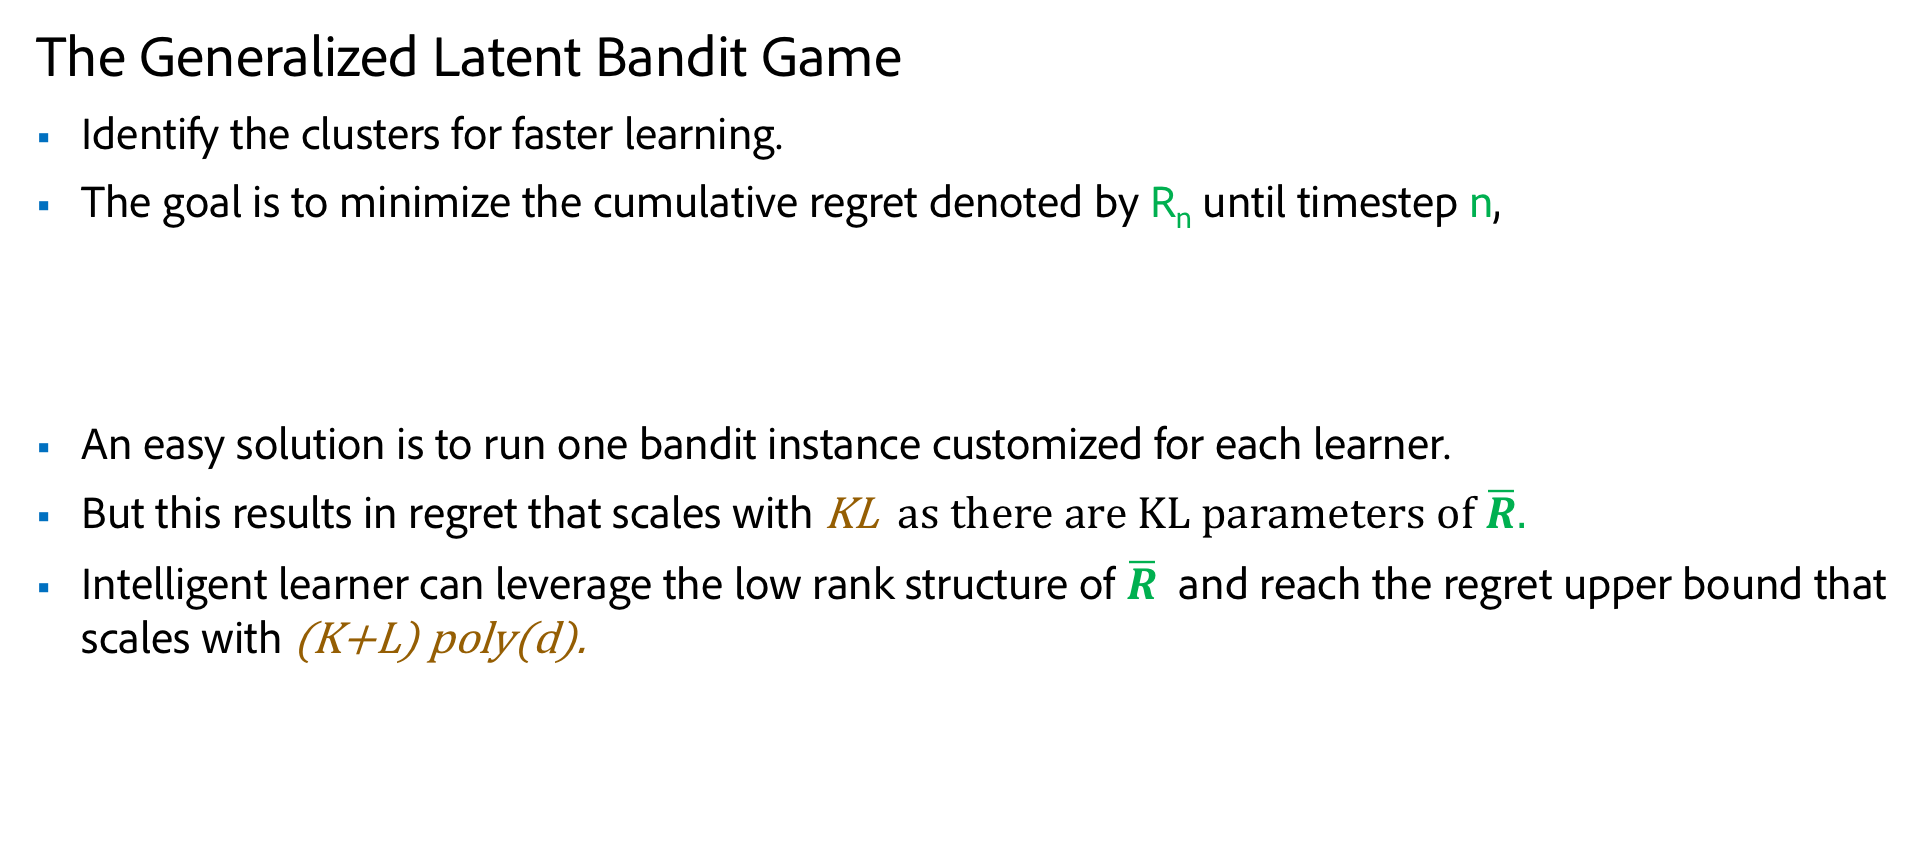 The Generalized Latent Bandit Game
▪ Identify the clusters for faster learning.
▪ The goal is to minimize the cumulative regret denoted by Rₙ until timestep n,
▪ An easy solution is to run one bandit instance customized for each learner.
▪ But this results in regret that scales with KL as there are KL parameters of R̅.
▪ Intelligent learner can leverage the low rank structure of R̅ and reach the regret upper bound that
scales with (K+L) poly(d).